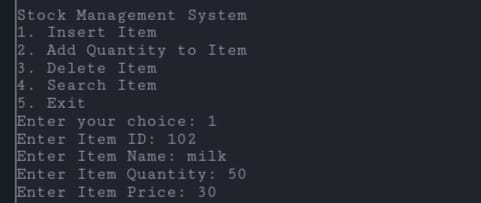 Stock Management System
1. Insert Item
2. Add Quantity to Item
3. Delete Item
4. Search Item
5. Exit
Enter your choice: 1
Enter Item ID: 102
Enter Item Name: milk
Enter Item Quantity: 50
Enter Item Price: 30